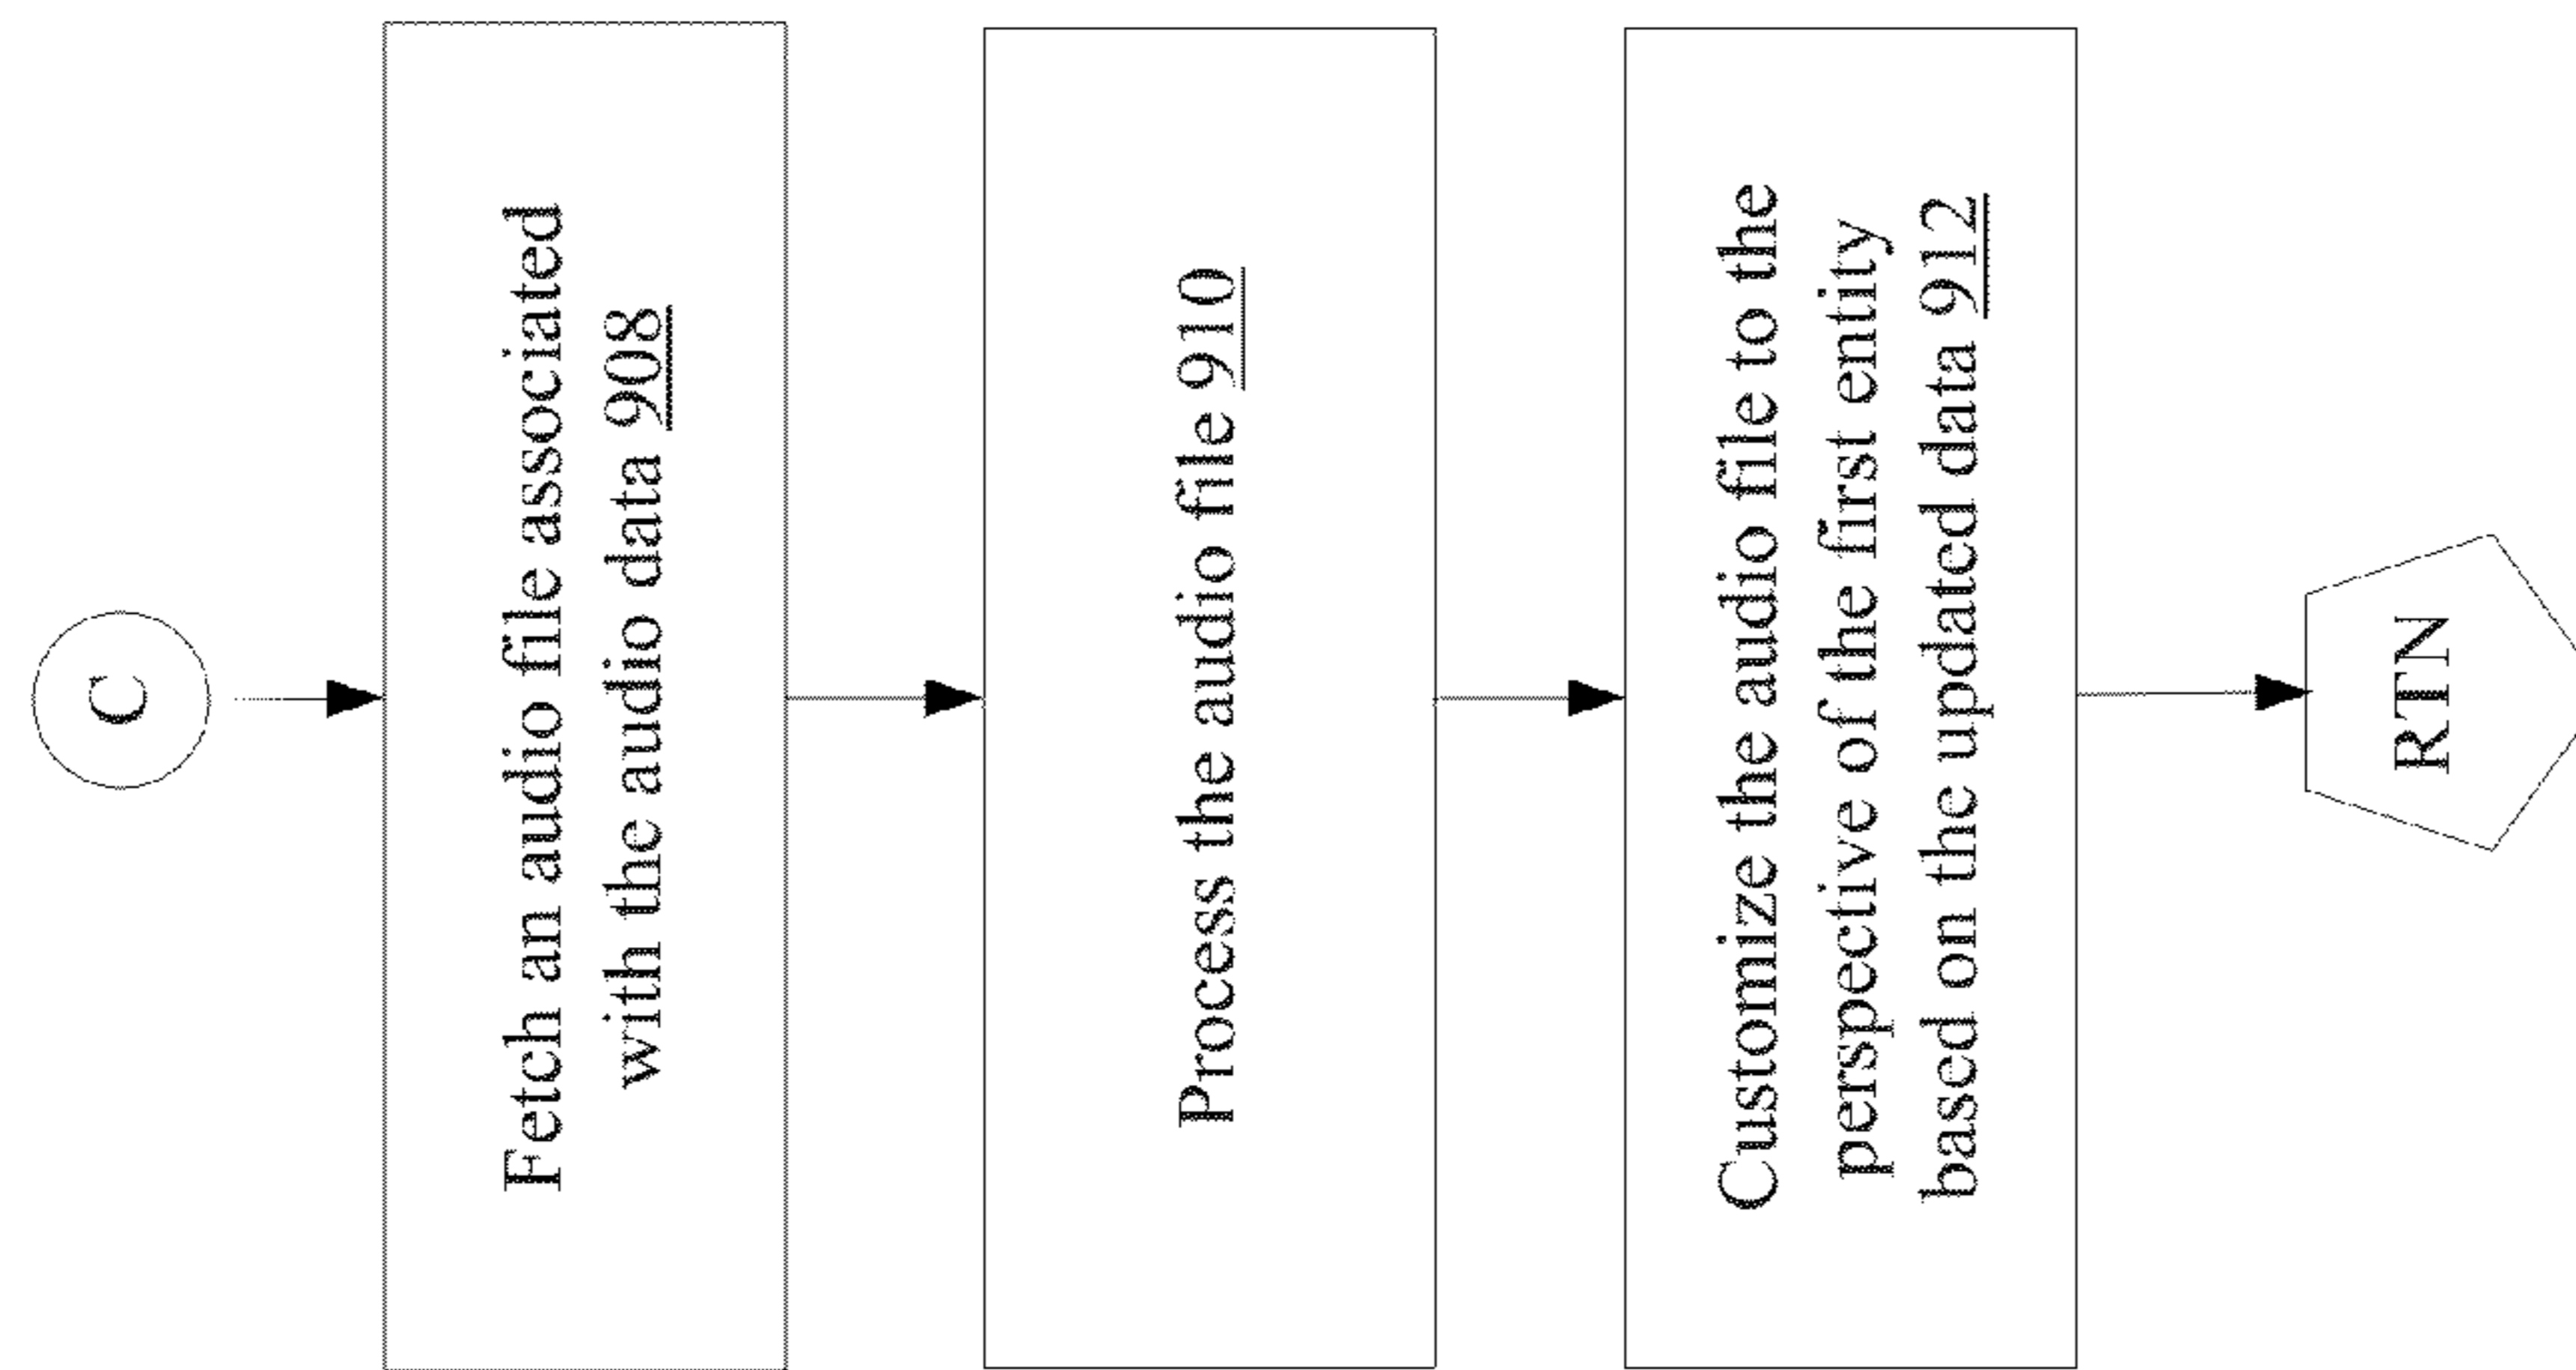 C
Fetch an audio file associated
with the audio data 908
Process the audio file 910
Customize the audio file to the
perspective of the first entity
based on the updated data 912
RTN